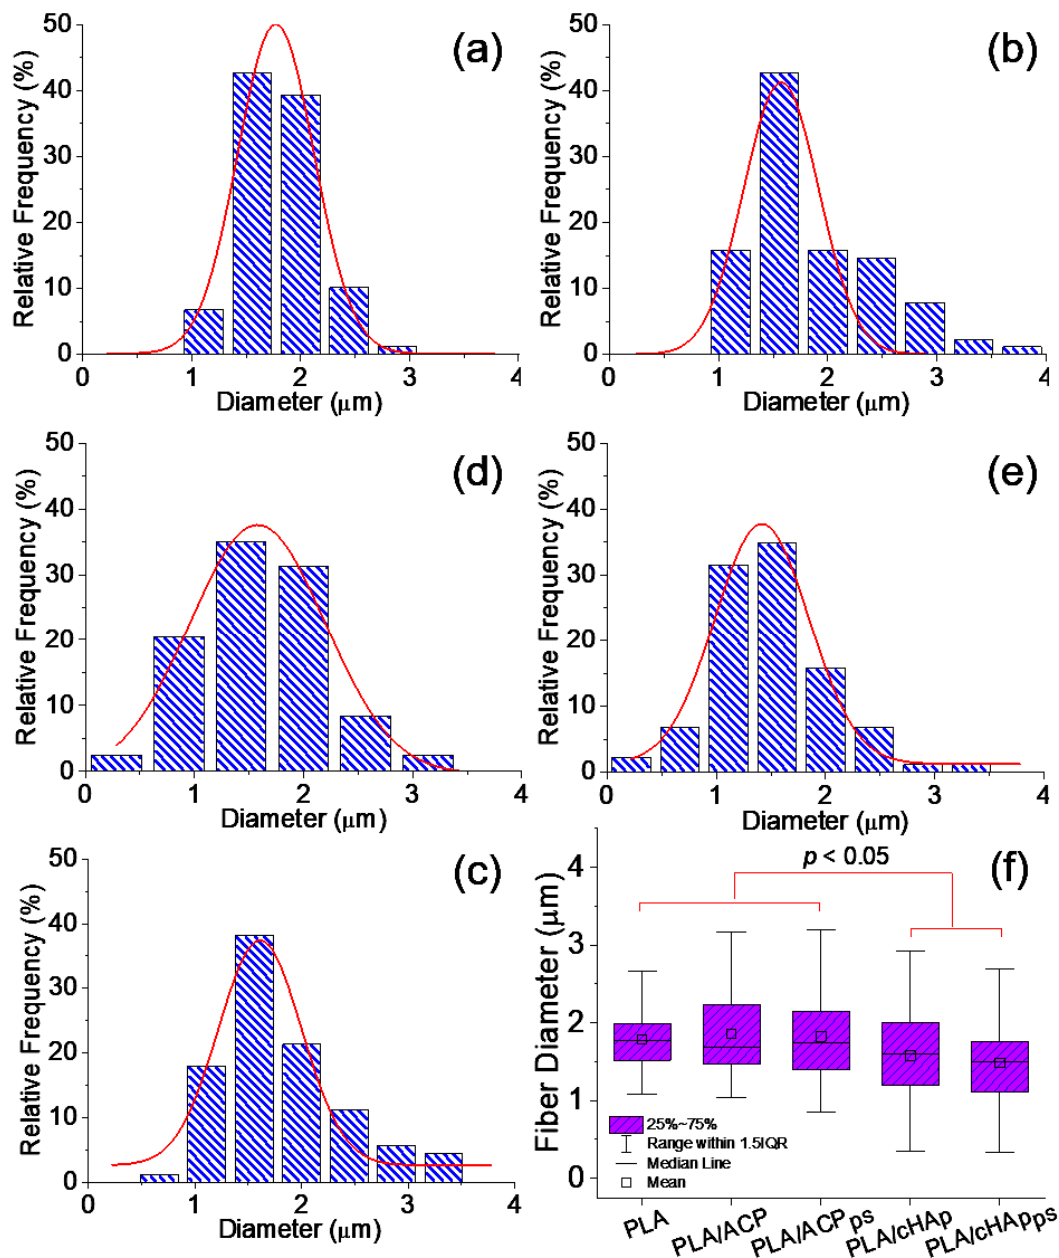 (a)
50
40
30
20
10
0
Relative Frequency (%)
0 1 2 3 4
Diameter (μm)
(b)
50
40
30
20
10
0
Relative Frequency (%)
0 1 2 3 4
Diameter (μm)
(d)
50
40
30
20
10
0
Relative Frequency (%)
0 1 2 3 4
Diameter (μm)
(e)
50
40
30
20
10
0
Relative Frequency (%)
0 1 2 3 4
Diameter (μm)
(c)
50
40
30
20
10
0
Relative Frequency (%)
0 1 2 3 4
Diameter (μm)
(f)
p < 0.05
4
3
2
1
0
Fiber Diameter (μm)
25%~75%
Range within 1.5IQR
Median Line
Mean
PLA
PLA/ACP
PLA/ACPps
PLA/cHAp
PLA/cHApps